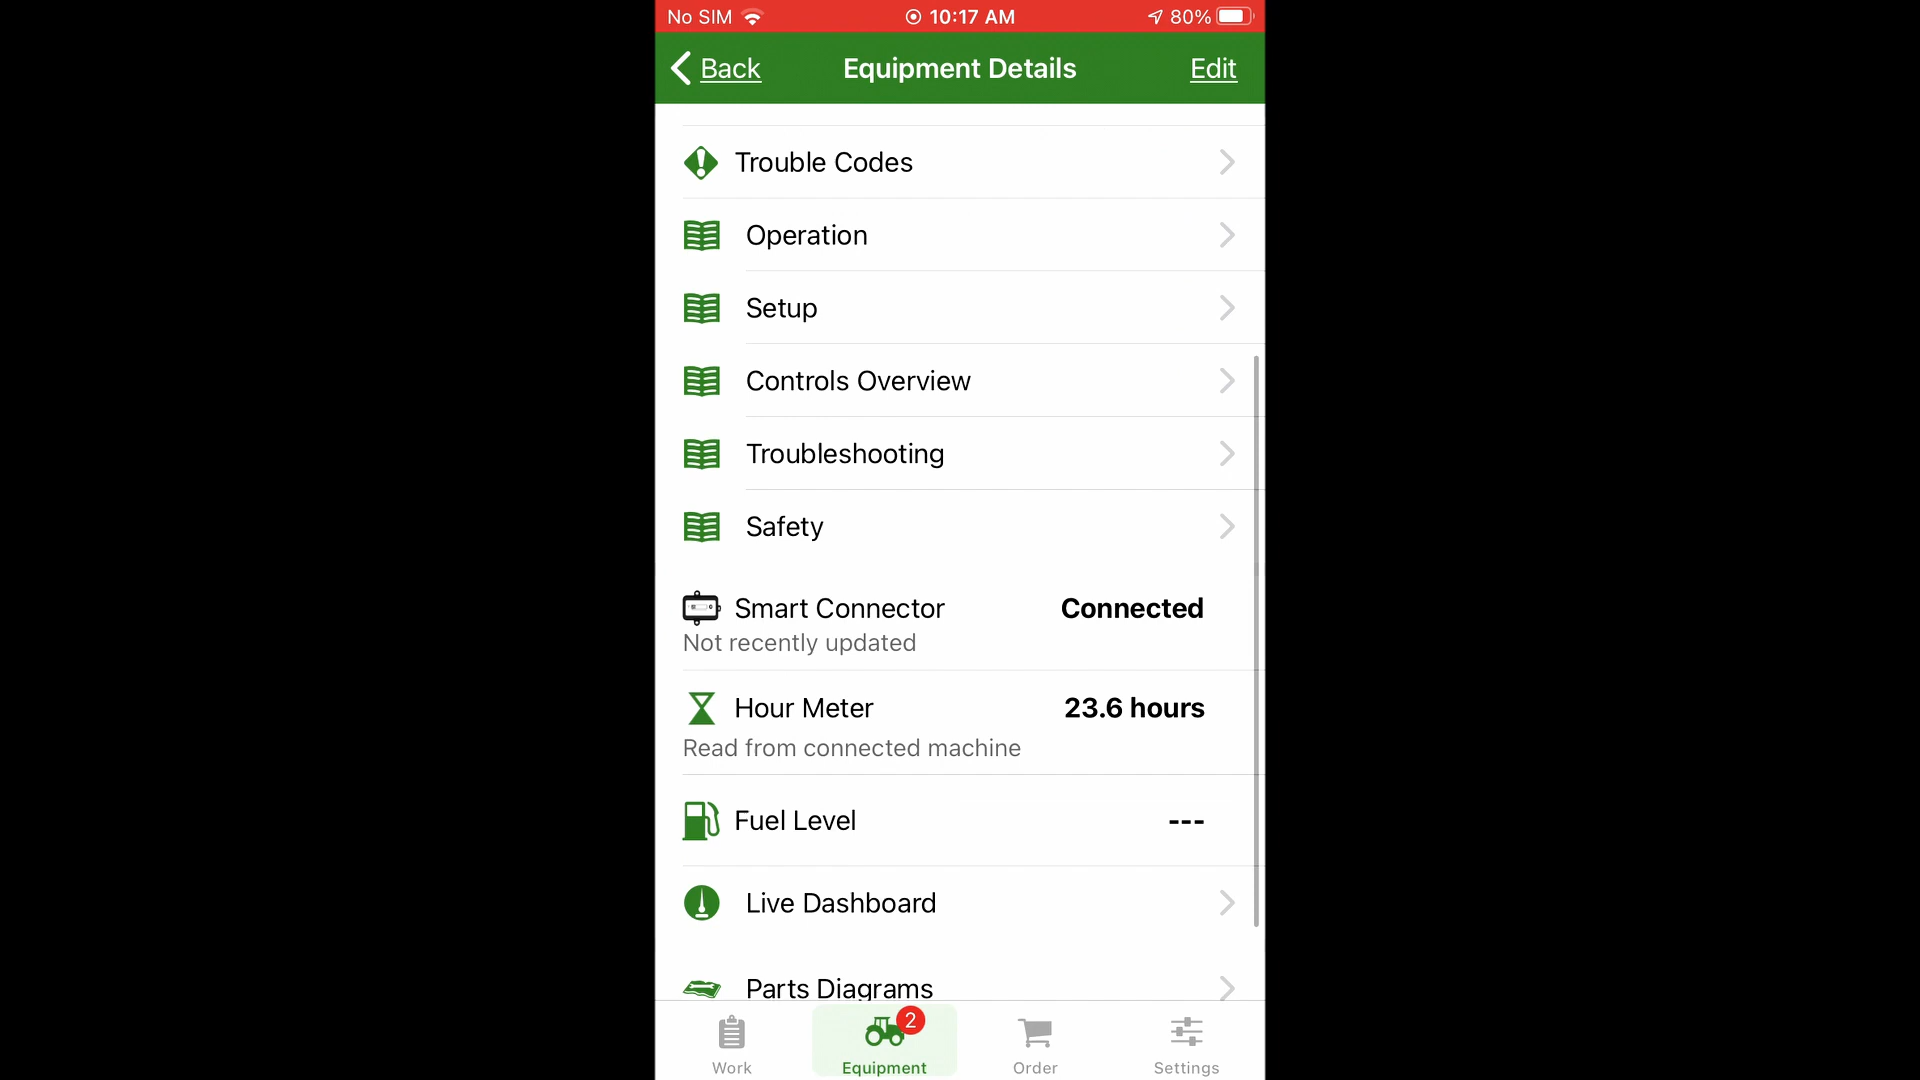 No SIM 10:17 AM 80%
Back Equipment Details Edit
Trouble Codes
Operation
Setup
Controls Overview
Troubleshooting
Safety
Smart Connector Connected
Not recently updated
Hour Meter 23.6 hours
Read from connected machine
Fuel Level ---
Live Dashboard
Parts Diagrams
2
Work Equipment Order Settings